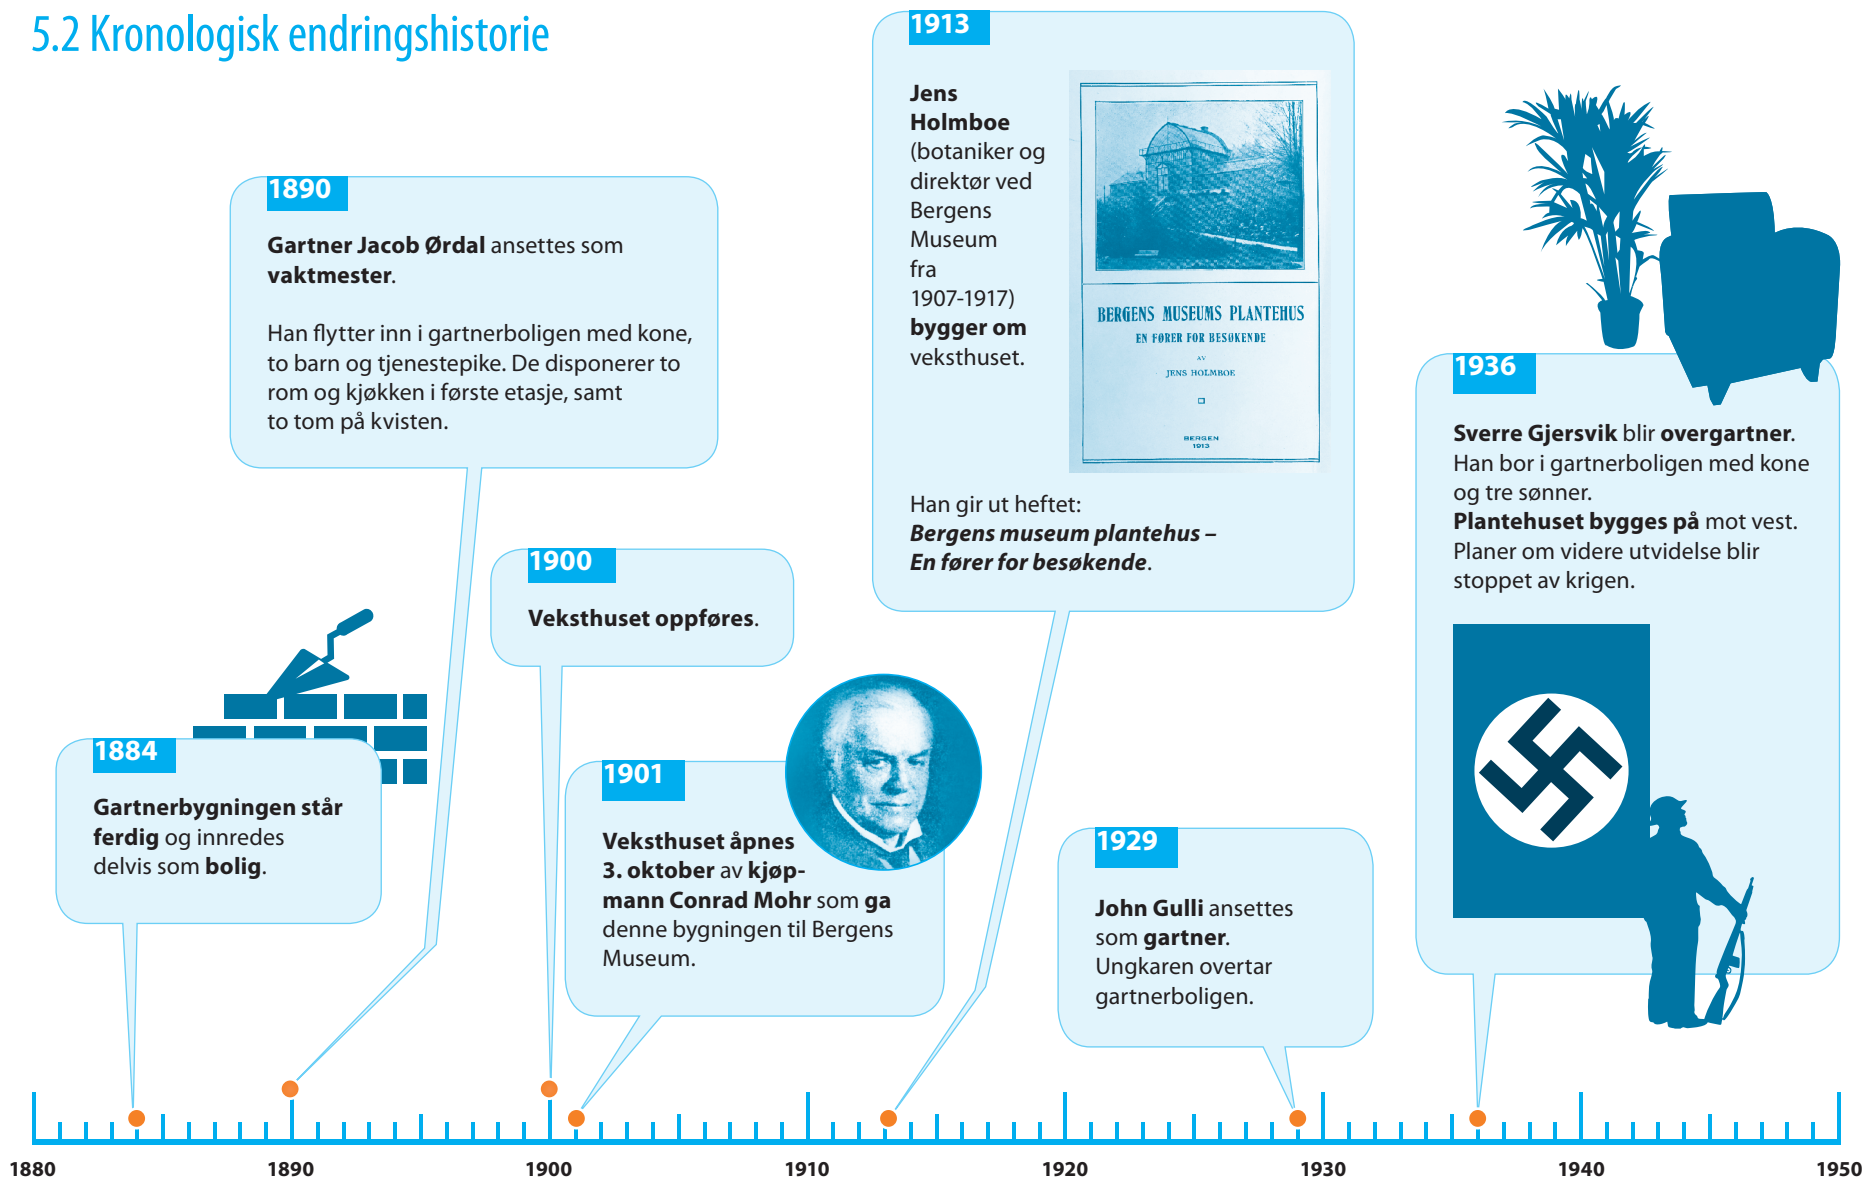 5.2 Kronologisk endringshistorie
1884
Gartnerbygningen står
ferdig og innredes
delvis som bolig.
1890
Gartner Jacob Ørdal ansettes som
vaktmester.
Han flytter inn i gartnerboligen med kone,
to barn og tjenestepike. De disponerer to
rom og kjøkken i første etasje, samt
to tom på kvisten.
1900
Veksthuset oppføres.
1901
Veksthuset åpnes
3. oktober av kjøp-
mann Conrad Mohr som ga
denne bygningen til Bergens
Museum.
1913
Jens
Holmboe
(botaniker og
direktør ved
Bergens
Museum
fra
1907-1917)
bygger om
veksthuset.
BERGENS MUSEUMS PLANTEHUS
EN FØRER FOR BESØKENDE
AV
JENS HOLMBOE
BERGEN
1913
Han gir ut heftet:
Bergens museum plantehus –
En fører for besøkende.
1929
John Gulli ansettes
som gartner.
Ungkaren overtar
gartnerboligen.
1936
Sverre Gjersvik blir overgartner.
Han bor i gartnerboligen med kone
og tre sønner.
Plantehuset bygges på mot vest.
Planer om videre utvidelse blir
stoppet av krigen.
1880 1890 1900 1910 1920 1930 1940 1950